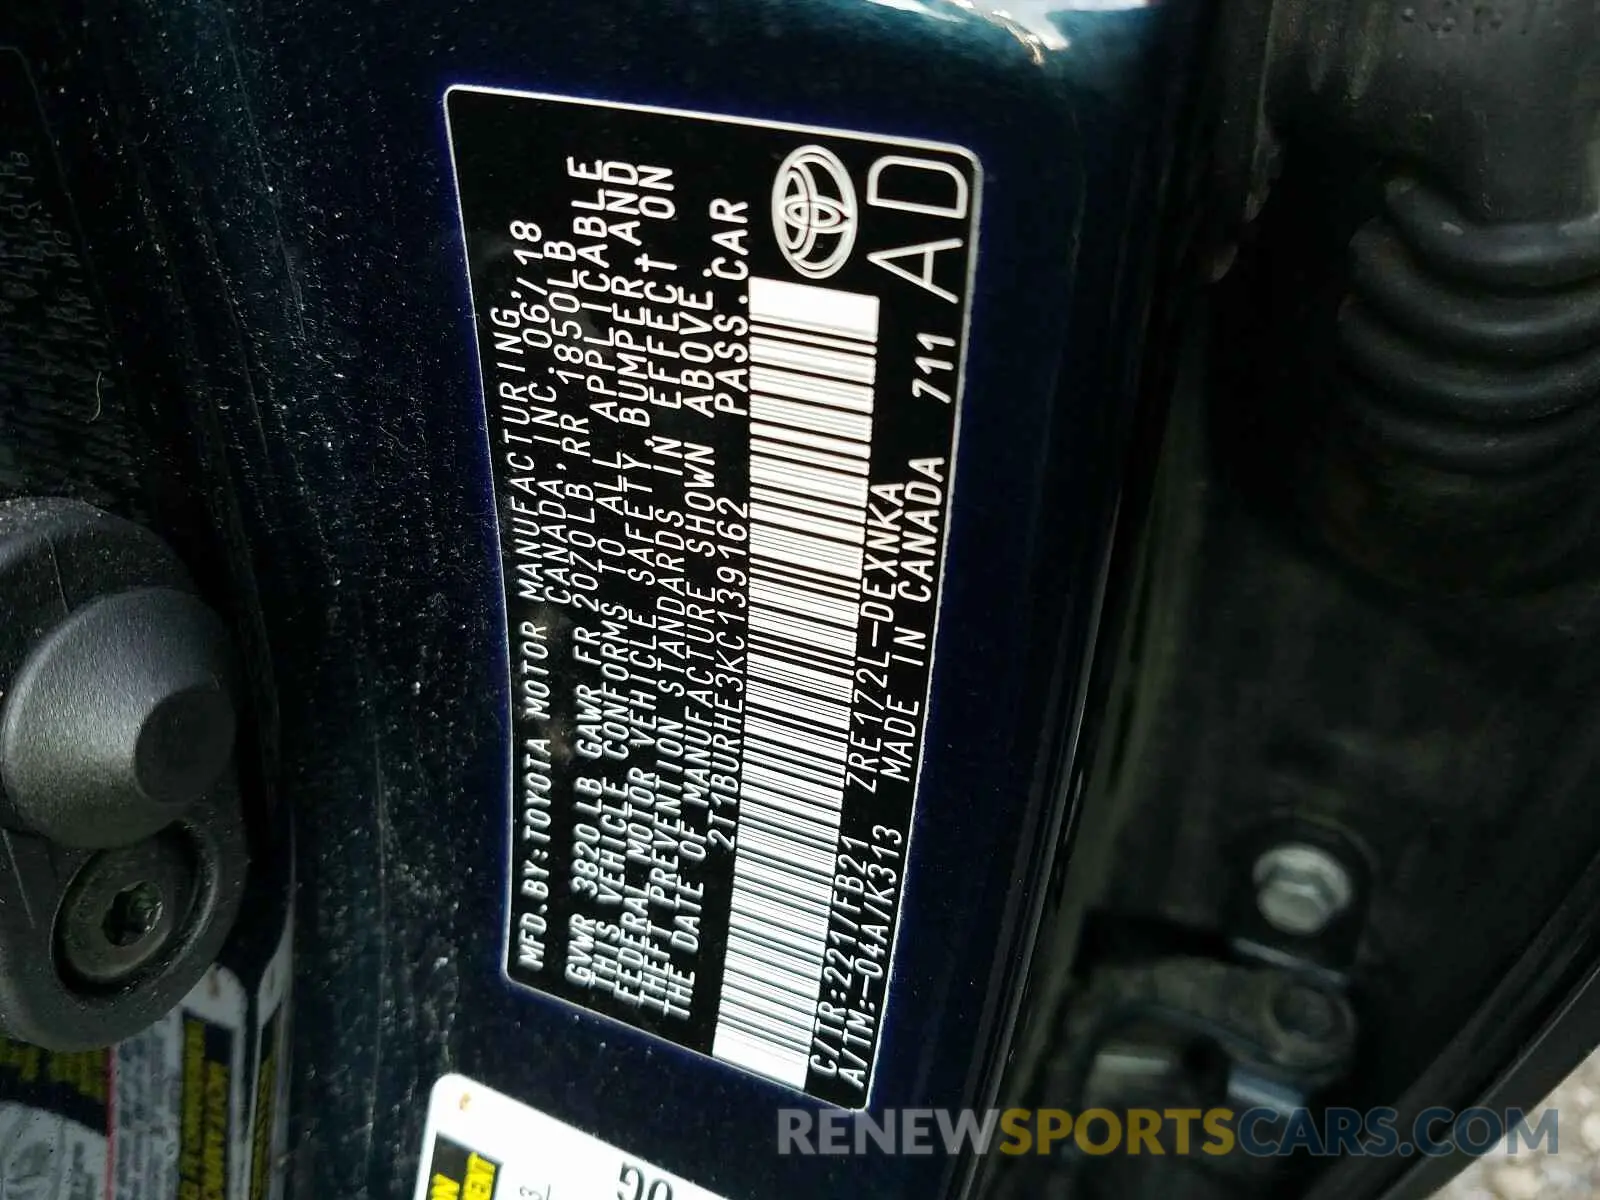 MFD.BY:TOYOTA MOTOR MANUFACTURING,
CANADA,INC. 06/18
GVWR 3820 LB GAWR FR 2070LB RR 1850LB
THIS VEHICLE CONFORMS TO ALL APPLICABLE
FEDERAL MOTOR VEHICLE SAFETY, BUMPER, AND
THEFT PREVENTION STANDARDS IN EFFECT ON
THE DATE OF MANUFACTURE SHOWN ABOVE.
2T1BURHE3KC139162 PASS.CAR
C/TR:221/FB21 ZRE172L-DEXNKA
A/TM:-04A/K313 MADE IN CANADA 711
AD
RENEWSPORTSCARS.COM